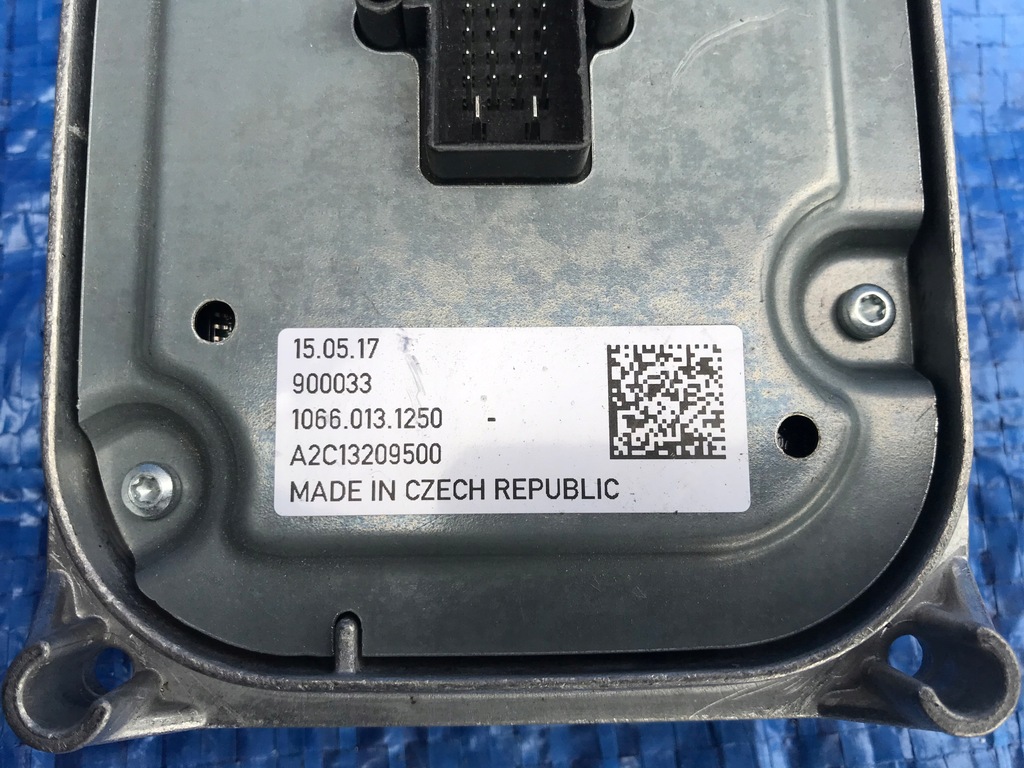 15.05.17
900033
1066.013.1250 -
A2C13209500
MADE IN CZECH REPUBLIC